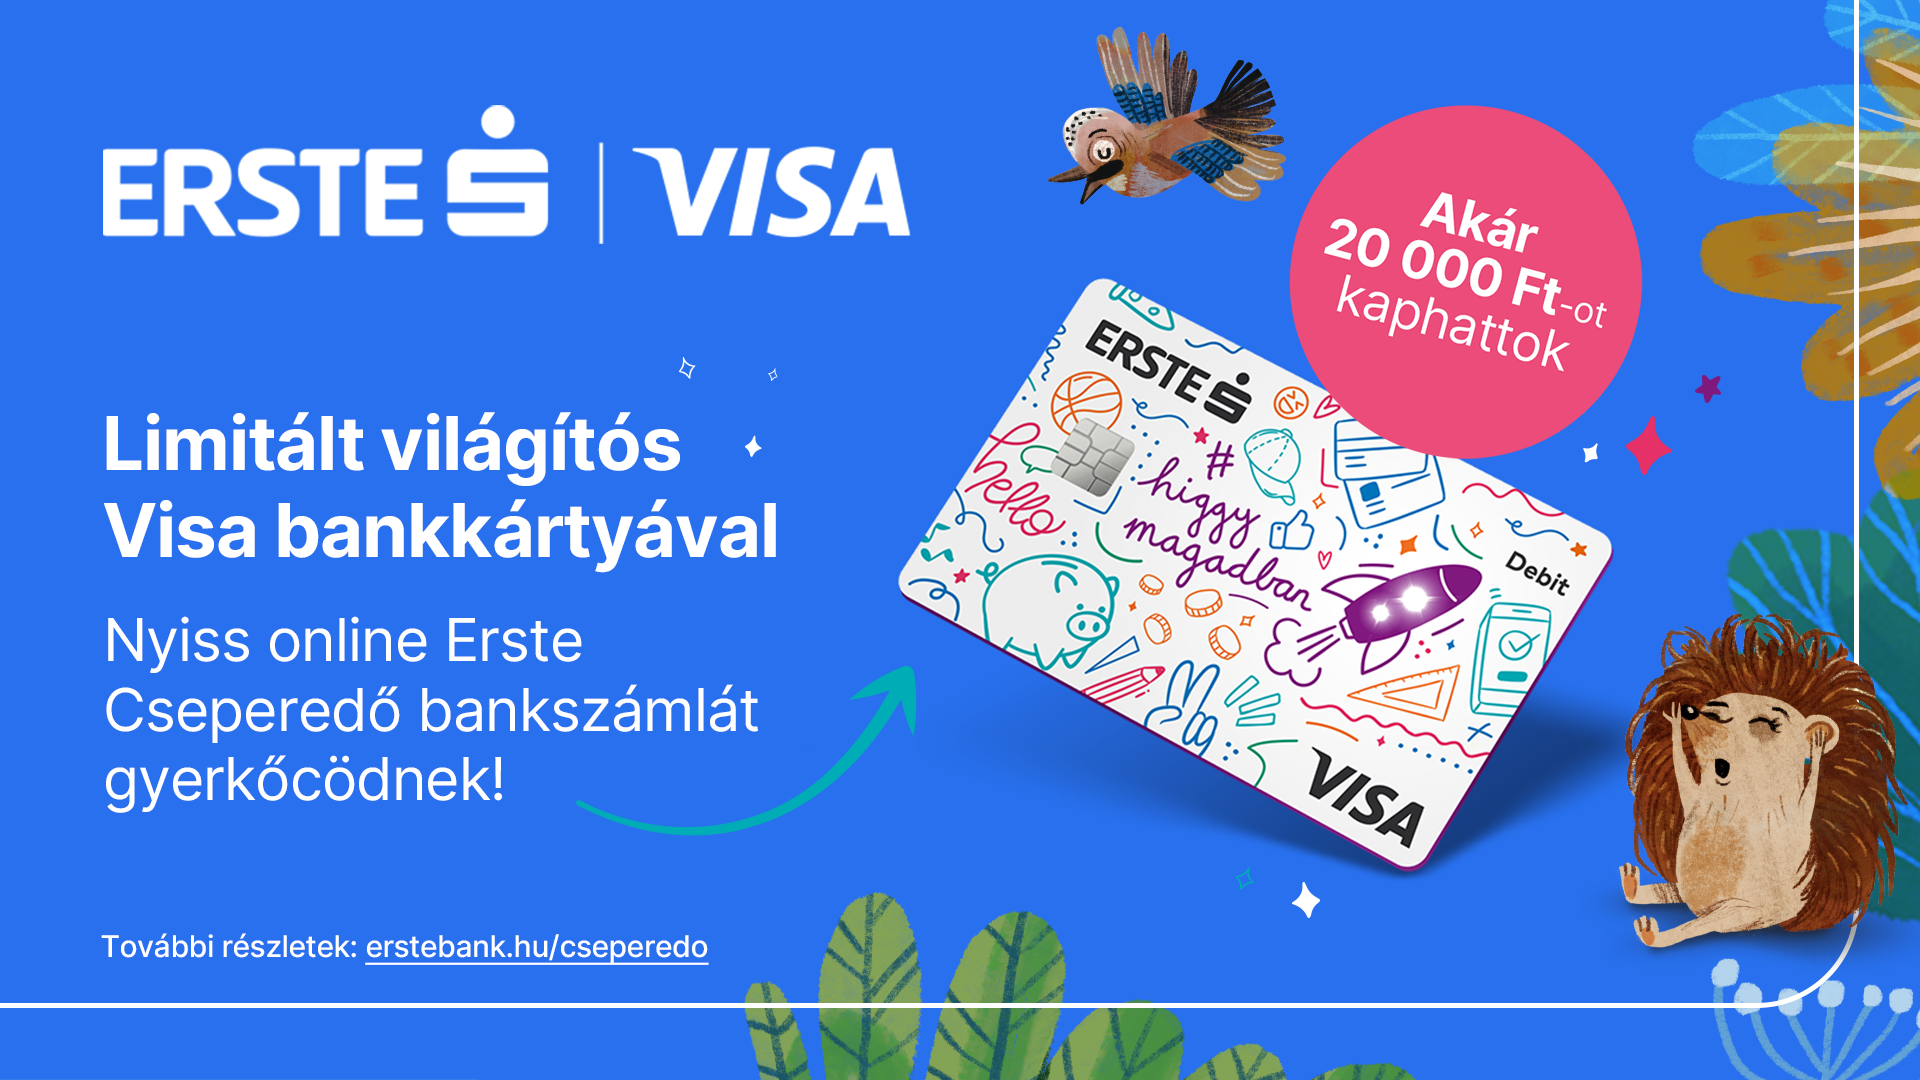 ERSTE
VISA
Akár
20 000 Ft-ot
kaphattok
Limitált világítós
Visa bankkártyával
Nyiss online Erste
Cseperedő bankszámlát
gyerkőcödnek!
További részletek: erstebank.hu/cseperedo
ERSTE
hello
#
higgy
magadban
Debit
VISA